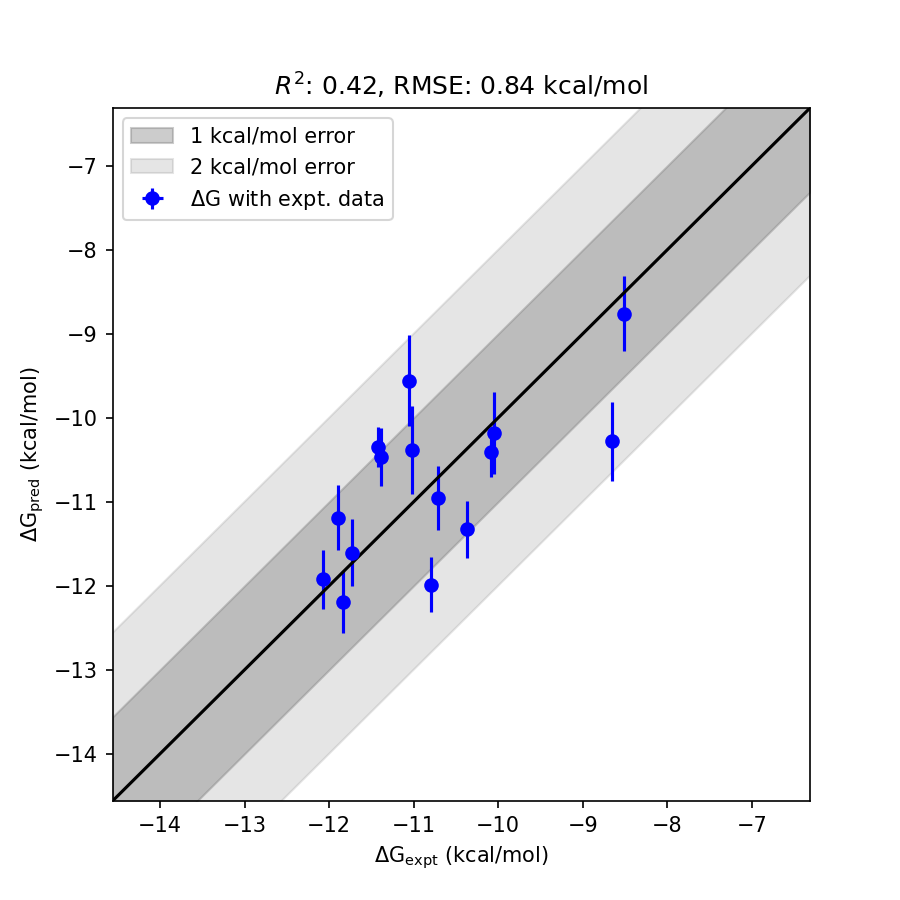 R²: 0.42, RMSE: 0.84 kcal/mol
1 kcal/mol error
2 kcal/mol error
ΔG with expt. data
−7
−8
−9
−10
−11
−12
−13
−14
ΔG_pred (kcal/mol)
−14 −13 −12 −11 −10 −9 −8 −7
ΔG_expt (kcal/mol)